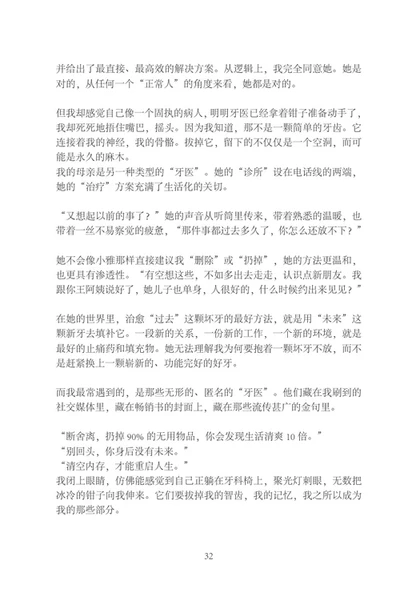 并给出了最直接、最高效的解决方案。从逻辑上，我完全同意她。她是
对的，从任何一个“正常人”的角度来看，她都是对的。
但我却感觉自己像一个固执的病人，明明牙医已经拿着钳子准备动手了，
我却死死地捂住嘴巴，摇头。因为我知道，那不是一颗简单的牙齿。它
连接着我的神经，我的骨骼。拔掉它，留下的不仅仅是一个空洞，而可
能是永久的麻木。
我的母亲是另一种类型的“牙医”。她的“诊所”设在电话线的两端，
她的“治疗”方案充满了生活化的关切。
“又想起以前的事了？”她的声音从听筒里传来，带着熟悉的温暖，也
带着一丝不易察觉的疲惫，“那件事都过去多久了，你怎么还放不下？”
她不会像小雅那样直接建议我“删除”或“扔掉”，她的方法更温和，
也更具有渗透性。“有空想这些，不如多出去走走，认识点新朋友。我
跟你王阿姨说好了，她儿子也单身，人很好的，什么时候约出来见见？”
在她的世界里，治愈“过去”这颗坏牙的最好方法，就是用“未来”这
颗新牙去填补它。一段新的关系，一份新的工作，一个新的环境，就是
最好的止痛药和填充物。她无法理解我为何要抱着一颗坏牙不放，而不
是赶紧换上一颗崭新的、功能完好的好牙。
而我最常遇到的，是那些无形的、匿名的“牙医”。他们藏在我刷到的
社交媒体里，藏在畅销书的封面上，藏在那些流传甚广的金句里。
“断舍离，扔掉 90% 的无用物品，你会发现生活清爽 10 倍。”
“别回头，你身后没有未来。”
“清空内存，才能重启人生。”
我闭上眼睛，仿佛能感觉到自己正躺在牙科椅上，聚光灯刺眼，无数把
冰冷的钳子向我伸来。它们要拔掉我的智齿，我的记忆，我之所以成为
我的那些部分。
32